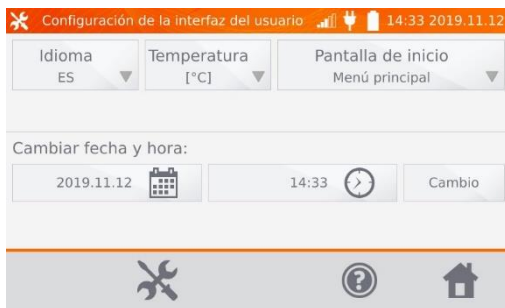 Configuración de la interfaz del usuario 14:33 2019.11.12
Idioma Temperatura Pantalla de inicio
ES [°C] Menú principal
Cambiar fecha y hora:
2019.11.12 14:33 Cambio